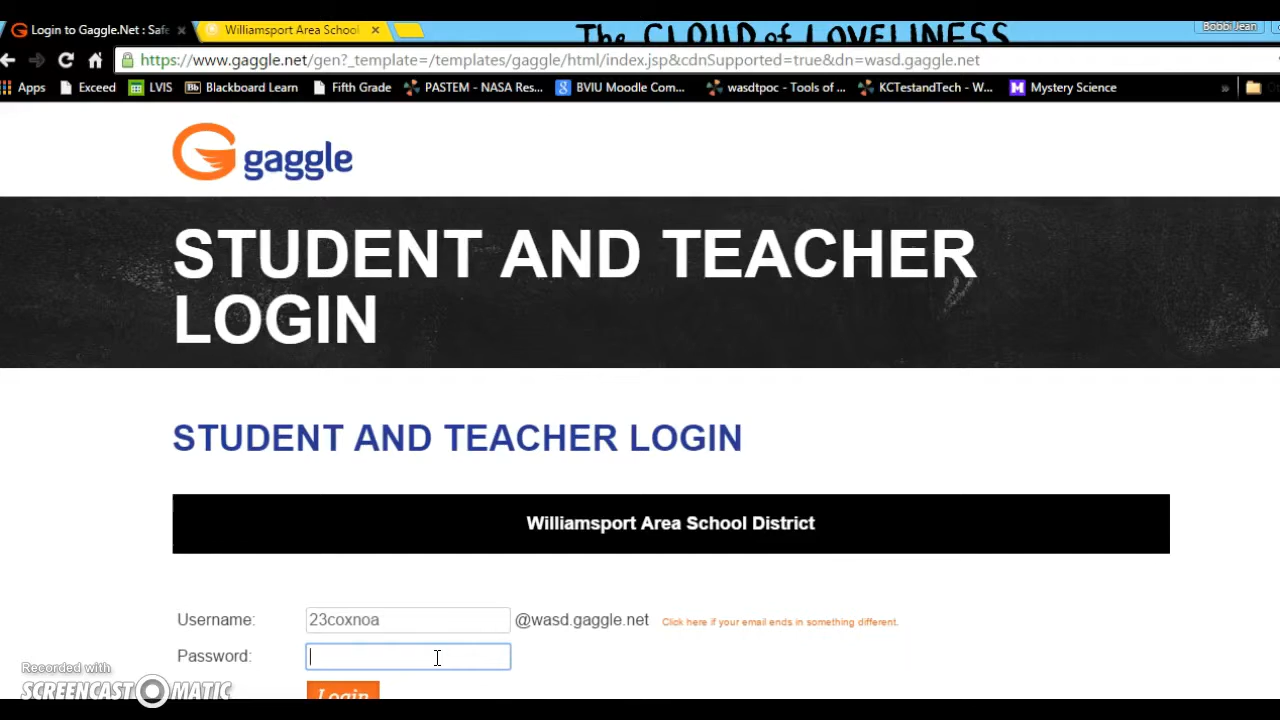 Login to Gaggle.Net : Safe
Williamsport Area School
The CLOUD of LOVELINESS
Bobbi Jean
https://www.gaggle.net/gen?_template=/templates/gaggle/html/index.jsp&cdnSupported=true&dn=wasd.gaggle.net
Apps Exceed LVIS Bb Blackboard Learn Fifth Grade PASTEM - NASA Res... 8 BVIU Moodle Com... wasdtpoc - Tools of ... KCTestandTech - W... M Mystery Science »
G gaggle
STUDENT AND TEACHER
LOGIN
STUDENT AND TEACHER LOGIN
Williamsport Area School District
Username: 23coxnoa @wasd.gaggle.net Click here if your email ends in something different.
Password:
Login
Recorded with
SCREENCAST MATIC